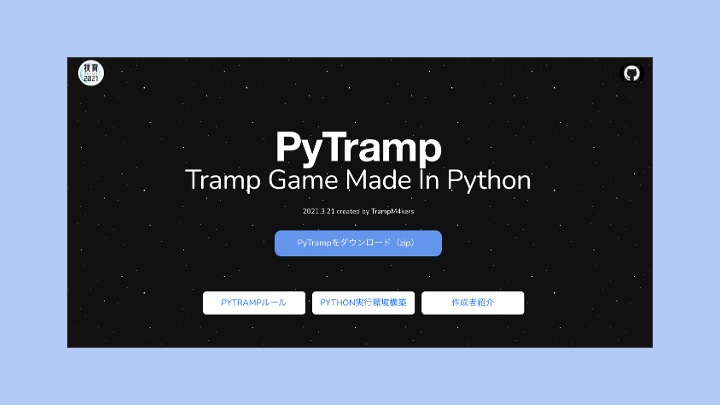 技育
2021
PyTramp
Tramp Game Made In Python
2021.3.21 created by TrampM4kers
PyTrampをダウンロード（zip）
PYTRAMPルール
PYTHON実行環境構築
作成者紹介